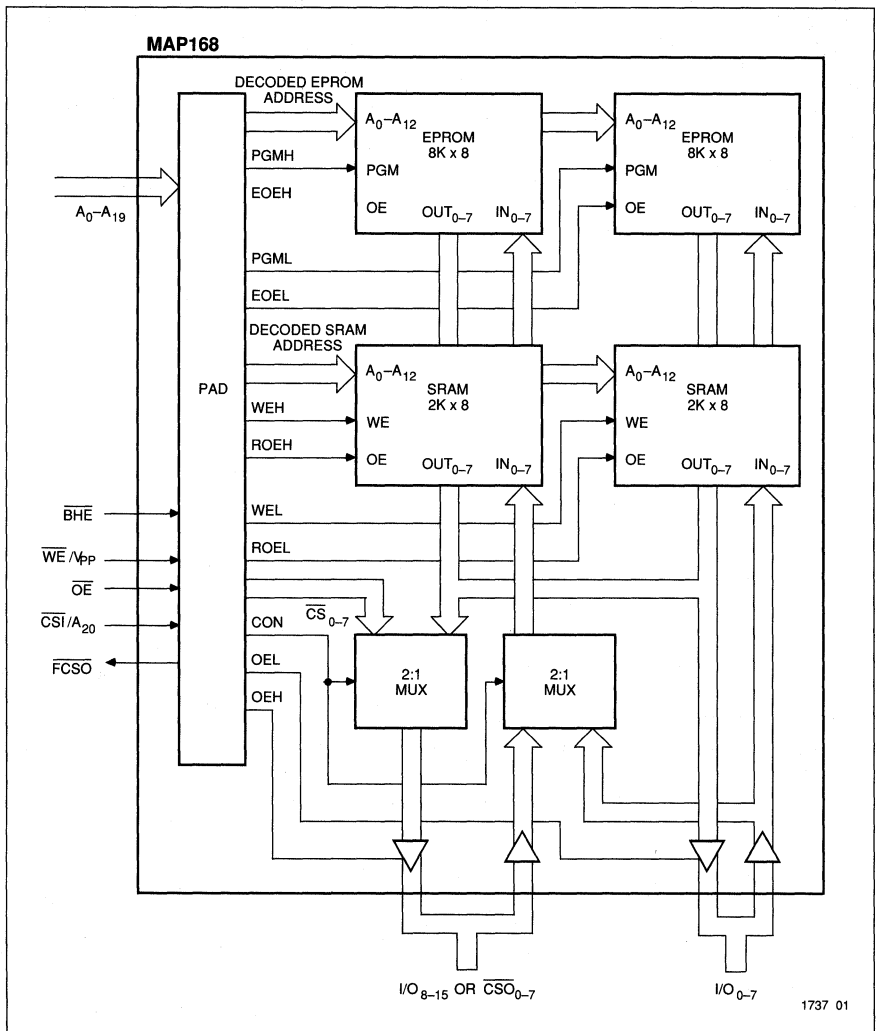 MAP168
DECODED EPROM
ADDRESS
A0–A12
EPROM
8K x 8
PGM
OE
OUT0–7
IN0–7
A0–A12
EPROM
8K x 8
PGM
OE
OUT0–7
IN0–7
A0–A19
PGMH
EOEH
PGML
EOEL
DECODED SRAM
ADDRESS
PAD
A0–A12
SRAM
2K x 8
WE
OE
OUT0–7
IN0–7
A0–A12
SRAM
2K x 8
WE
OE
OUT0–7
IN0–7
WEH
ROEH
WEL
ROEL
BHE
WE/VPP
OE
CSI/A20
FCSO
CS0–7
CON
OEL
OEH
2:1
MUX
2:1
MUX
I/O8–15 OR CSO0–7
I/O0–7
1737 01